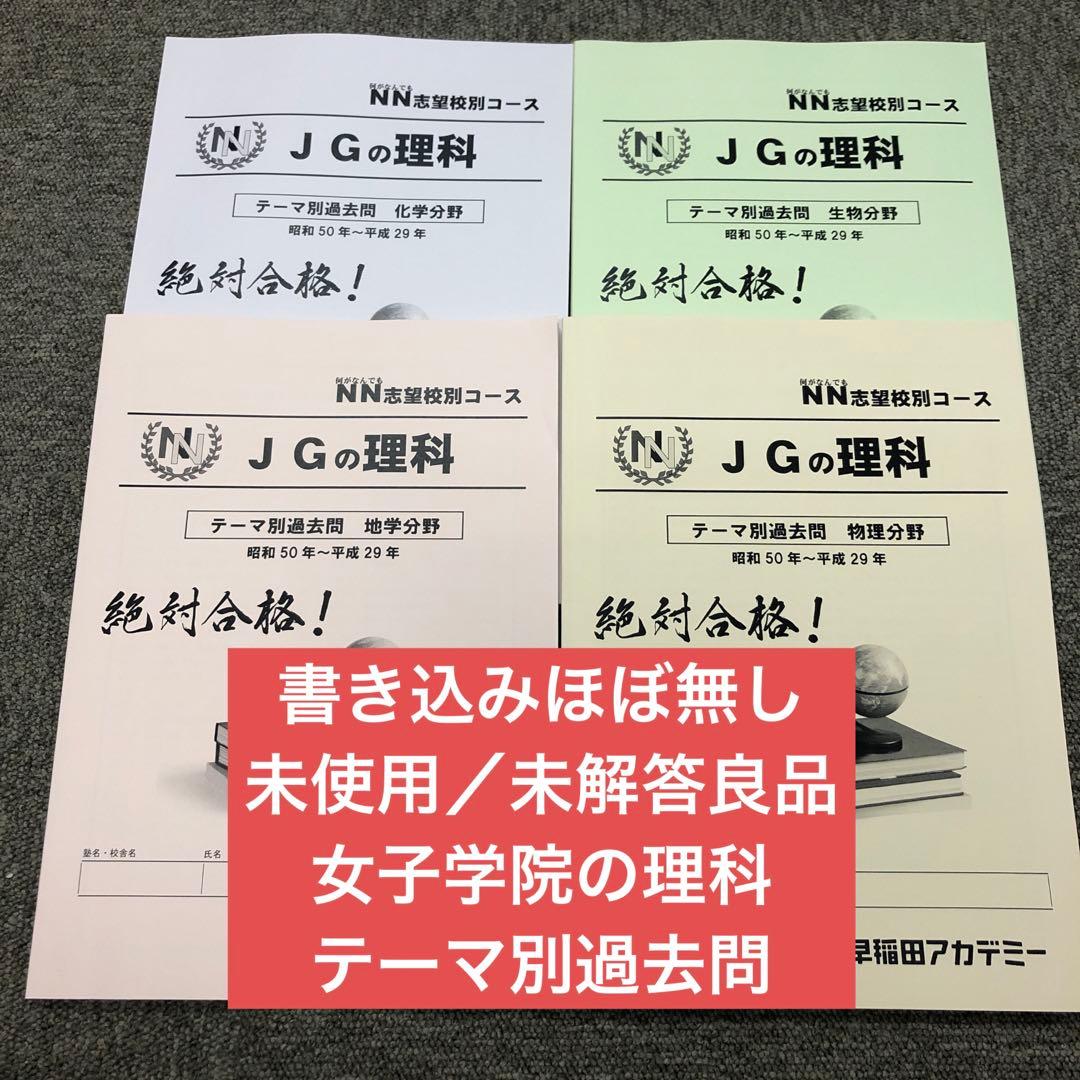 何がなんでも
NN志望校別コース
NN
JGの理科
テーマ別過去問 化学分野
昭和50年～平成29年
絶対合格！
何がなんでも
NN志望校別コース
NN
JGの理科
テーマ別過去問 生物分野
昭和50年～平成29年
絶対合格！
何がなんでも
NN志望校別コース
NN
JGの理科
テーマ別過去問 地学分野
昭和50年～平成29年
絶対合格！
塾名・校舎名 氏名
何がなんでも
NN志望校別コース
NN
JGの理科
テーマ別過去問 物理分野
昭和50年～平成29年
絶対合格！
早稲田アカデミー
書き込みほぼ無し
未使用／未解答良品
女子学院の理科
テーマ別過去問